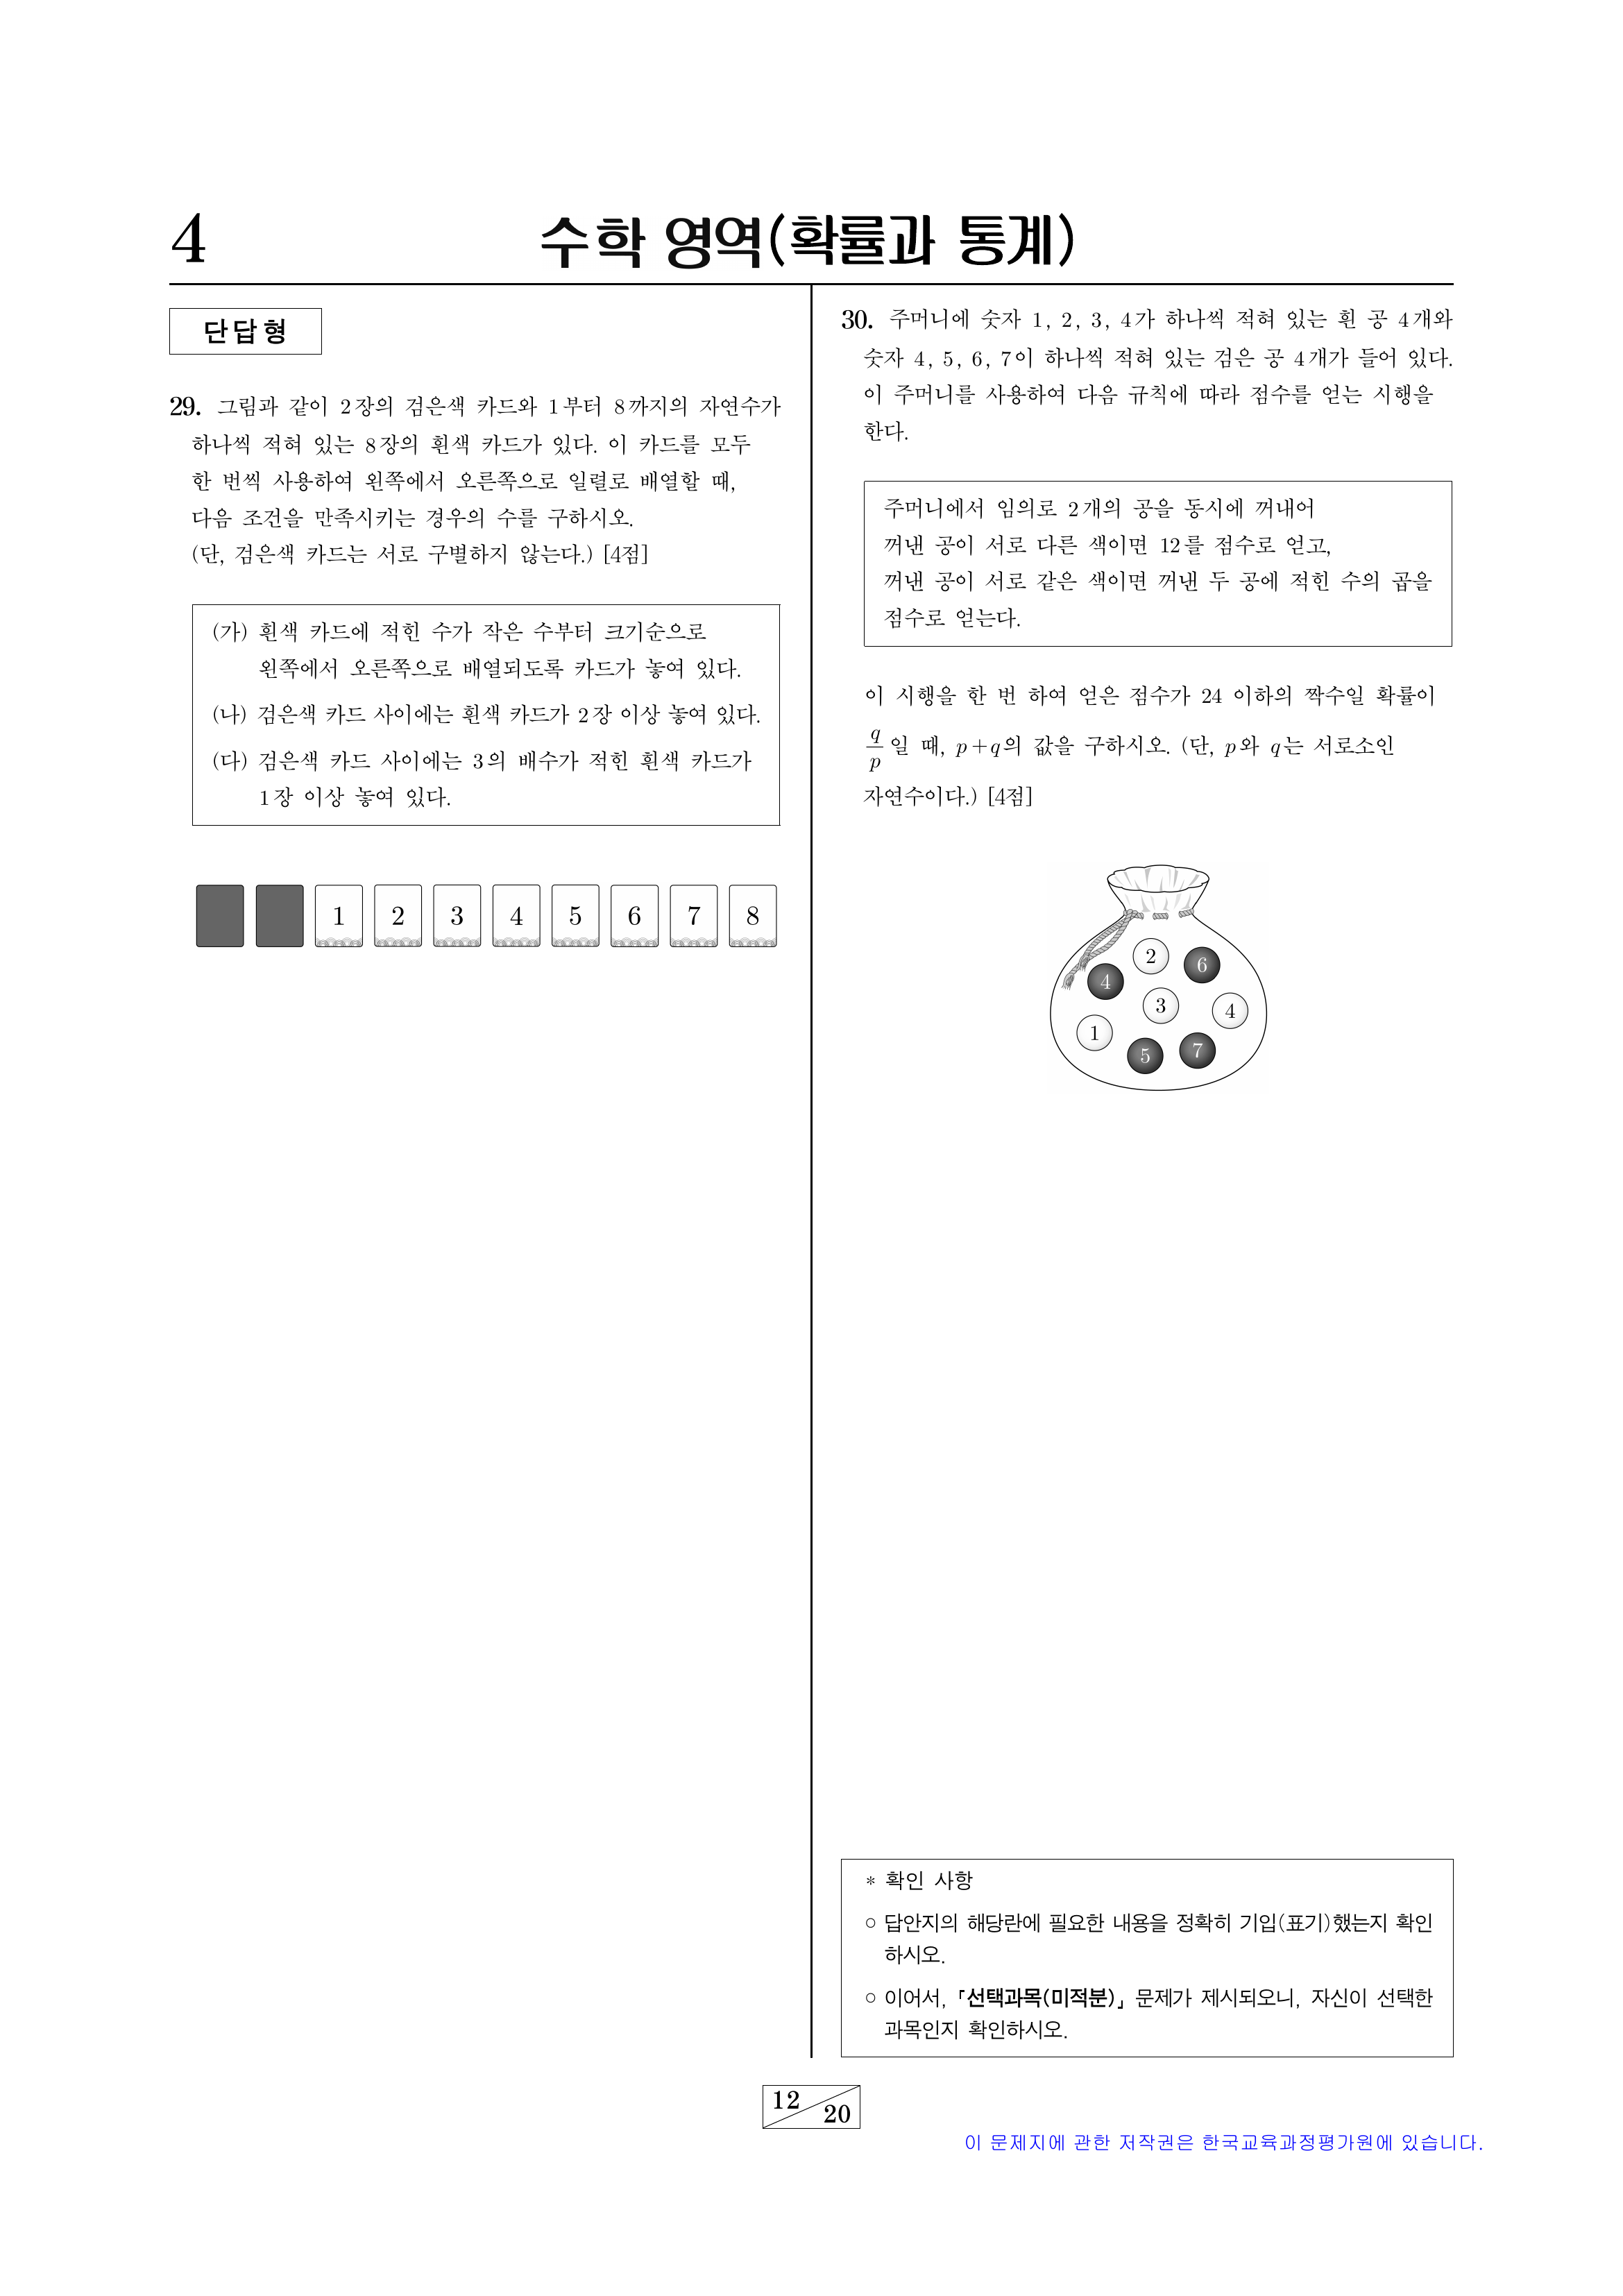 4
수학 영역(확률과 통계)
단답형
29. 그림과 같이 2장의 검은색 카드와 1부터 8까지의 자연수가
하나씩 적혀 있는 8장의 흰색 카드가 있다. 이 카드를 모두
한 번씩 사용하여 왼쪽에서 오른쪽으로 일렬로 배열할 때,
다음 조건을 만족시키는 경우의 수를 구하시오.
(단, 검은색 카드는 서로 구별하지 않는다.) [4점]
(가) 흰색 카드에 적힌 수가 작은 수부터 크기순으로
왼쪽에서 오른쪽으로 배열되도록 카드가 놓여 있다.
(나) 검은색 카드 사이에는 흰색 카드가 2장 이상 놓여 있다.
(다) 검은색 카드 사이에는 3의 배수가 적힌 흰색 카드가
1장 이상 놓여 있다.
1 2 3 4 5 6 7 8
30. 주머니에 숫자 1, 2, 3, 4가 하나씩 적혀 있는 흰 공 4개와
숫자 4, 5, 6, 7이 하나씩 적혀 있는 검은 공 4개가 들어 있다.
이 주머니를 사용하여 다음 규칙에 따라 점수를 얻는 시행을
한다.
주머니에서 임의로 2개의 공을 동시에 꺼내어
꺼낸 공이 서로 다른 색이면 12를 점수로 얻고,
꺼낸 공이 서로 같은 색이면 꺼낸 두 공에 적힌 수의 곱을
점수로 얻는다.
이 시행을 한 번 하여 얻은 점수가 24 이하의 짝수일 확률이
q/p 일 때, p+q의 값을 구하시오. (단, p와 q는 서로소인
자연수이다.) [4점]
2 6
4
3 4
1
5 7
* 확인 사항
○ 답안지의 해당란에 필요한 내용을 정확히 기입(표기)했는지 확인
하시오.
○ 이어서, 「선택과목(미적분)」 문제가 제시되오니, 자신이 선택한
과목인지 확인하시오.
12
20
이 문제지에 관한 저작권은 한국교육과정평가원에 있습니다.